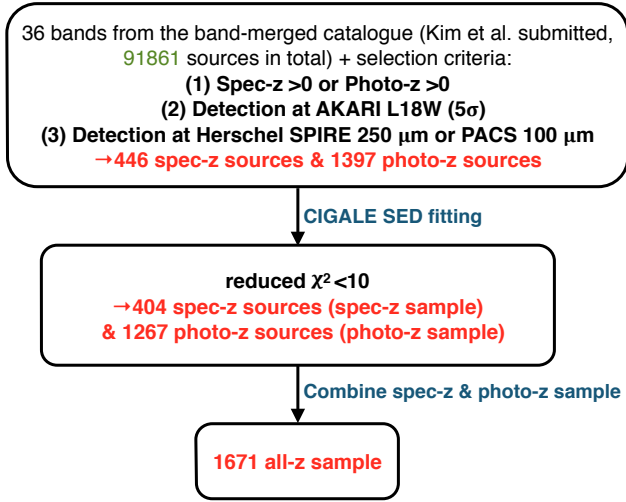 36 bands from the band-merged catalogue (Kim et al. submitted,
91861 sources in total) + selection criteria:
(1) Spec-z >0 or Photo-z >0
(2) Detection at AKARI L18W (5σ)
(3) Detection at Herschel SPIRE 250 μm or PACS 100 μm
→446 spec-z sources & 1397 photo-z sources
CIGALE SED fitting
reduced χ²<10
→404 spec-z sources (spec-z sample)
& 1267 photo-z sources (photo-z sample)
Combine spec-z & photo-z sample
1671 all-z sample